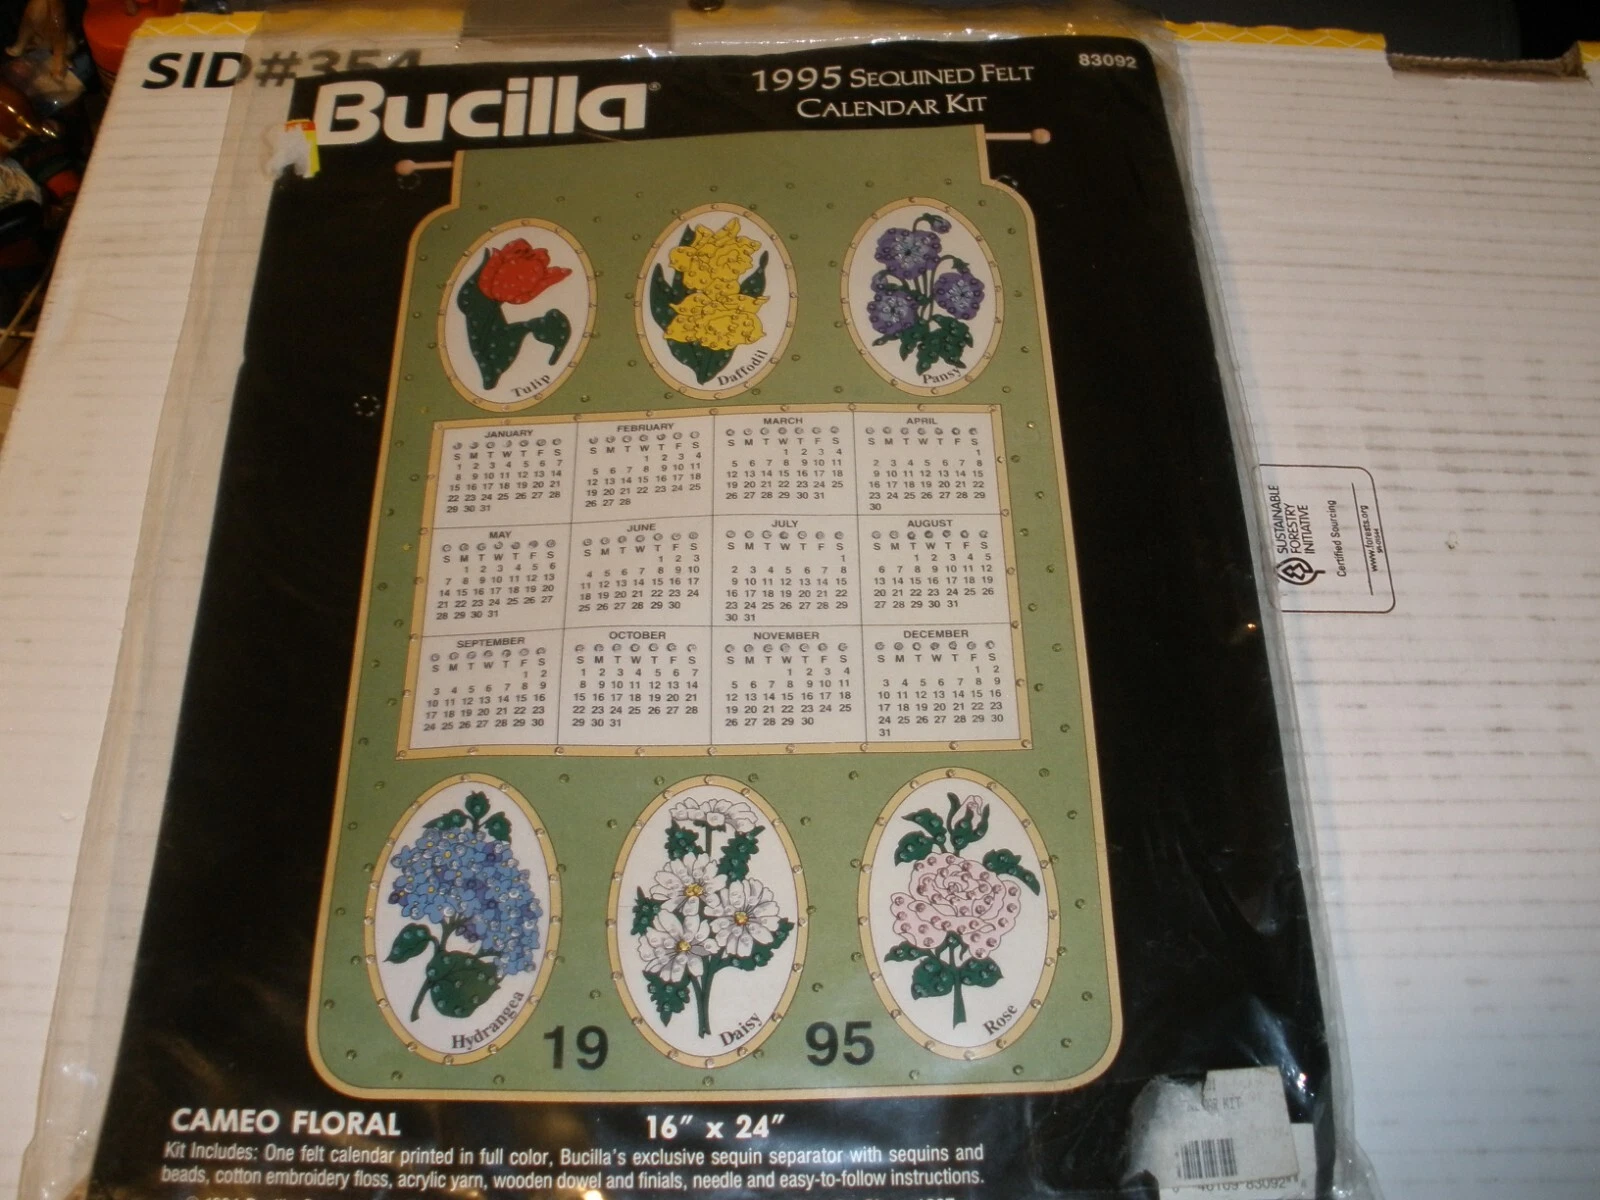 SID#354
Bucilla®
1995 SEQUINED FELT
CALENDAR KIT
83092
Tulip
Daffodil
Pansy
JANUARY
S M T W T F S
1 2 3 4 5 6 7
8 9 10 11 12 13 14
15 16 17 18 19 20 21
22 23 24 25 26 27 28
29 30 31
FEBRUARY
S M T W T F S
1 2 3 4
5 6 7 8 9 10 11
12 13 14 15 16 17 18
19 20 21 22 23 24 25
26 27 28
MARCH
S M T W T F S
1 2 3 4
5 6 7 8 9 10 11
12 13 14 15 16 17 18
19 20 21 22 23 24 25
26 27 28 29 30 31
APRIL
S M T W T F S
1
2 3 4 5 6 7 8
9 10 11 12 13 14 15
16 17 18 19 20 21 22
23 24 25 26 27 28 29
30
MAY
S M T W T F S
1 2 3 4 5 6
7 8 9 10 11 12 13
14 15 16 17 18 19 20
21 22 23 24 25 26 27
28 29 30 31
JUNE
S M T W T F S
1 2 3
4 5 6 7 8 9 10
11 12 13 14 15 16 17
18 19 20 21 22 23 24
25 26 27 28 29 30
JULY
S M T W T F S
1
2 3 4 5 6 7 8
9 10 11 12 13 14 15
16 17 18 19 20 21 22
23 24 25 26 27 28 29
30 31
AUGUST
S M T W T F S
1 2 3 4 5
6 7 8 9 10 11 12
13 14 15 16 17 18 19
20 21 22 23 24 25 26
27 28 29 30 31
SEPTEMBER
S M T W T F S
1 2
3 4 5 6 7 8 9
10 11 12 13 14 15 16
17 18 19 20 21 22 23
24 25 26 27 28 29 30
OCTOBER
S M T W T F S
1 2 3 4 5 6 7
8 9 10 11 12 13 14
15 16 17 18 19 20 21
22 23 24 25 26 27 28
29 30 31
NOVEMBER
S M T W T F S
1 2 3 4
5 6 7 8 9 10 11
12 13 14 15 16 17 18
19 20 21 22 23 24 25
26 27 28 29 30
DECEMBER
S M T W T F S
1 2
3 4 5 6 7 8 9
10 11 12 13 14 15 16
17 18 19 20 21 22 23
24 25 26 27 28 29 30
31
Hydrangea
Daisy
Rose
19 95
CAMEO FLORAL
16" x 24"
Kit Includes: One felt calendar printed in full color, Bucilla's exclusive sequin separator with sequins and
beads, cotton embroidery floss, acrylic yarn, wooden dowel and finials, needle and easy-to-follow instructions.
KIT
83092
SUSTAINABLE
FORESTRY
INITIATIVE
Certified Sourcing
www.sfiprogram.org